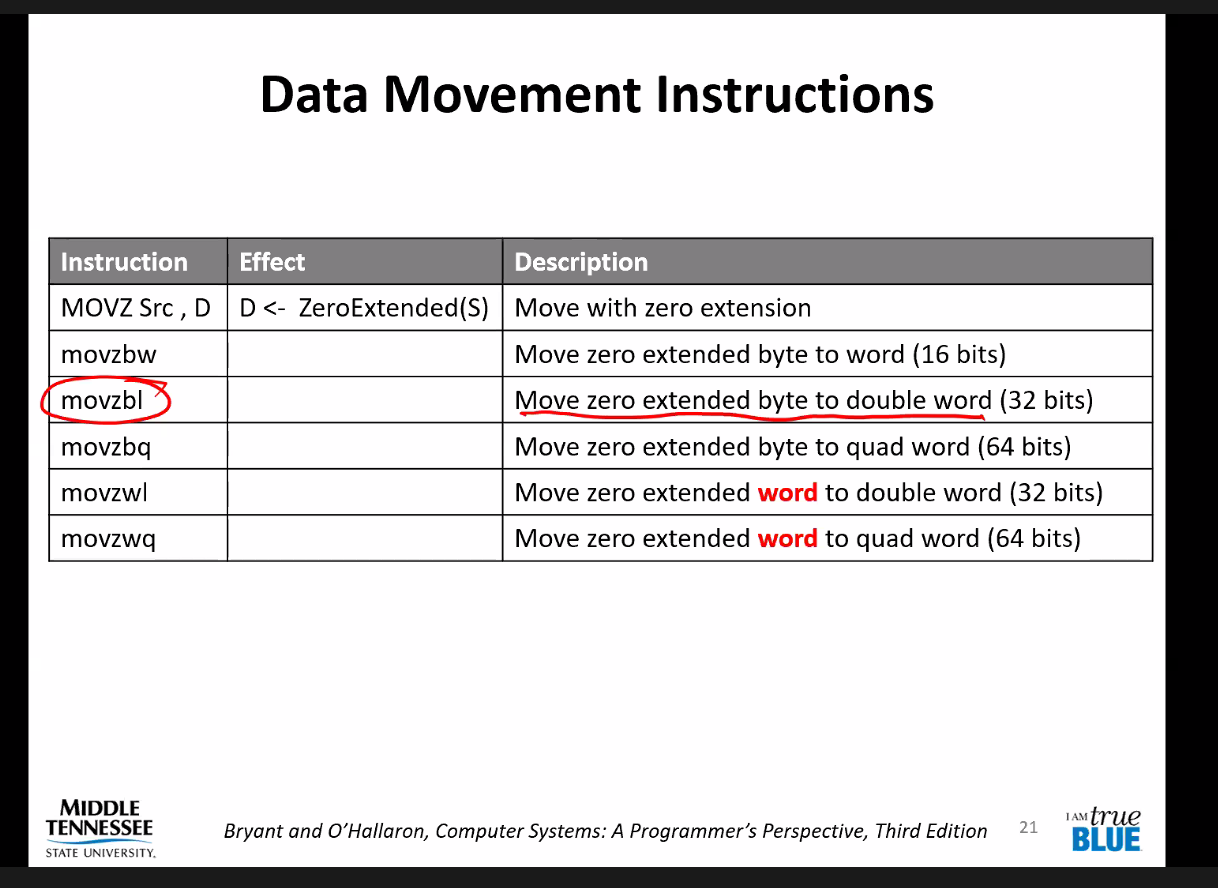 Data Movement Instructions
Instruction Effect Description
MOVZ Src , D D <- ZeroExtended(S) Move with zero extension
movzbw Move zero extended byte to word (16 bits)
movzbl Move zero extended byte to double word (32 bits)
movzbq Move zero extended byte to quad word (64 bits)
movzwl Move zero extended word to double word (32 bits)
movzwq Move zero extended word to quad word (64 bits)
MIDDLE
TENNESSEE
STATE UNIVERSITY.
Bryant and O’Hallaron, Computer Systems: A Programmer’s Perspective, Third Edition
21
I AM true
BLUE